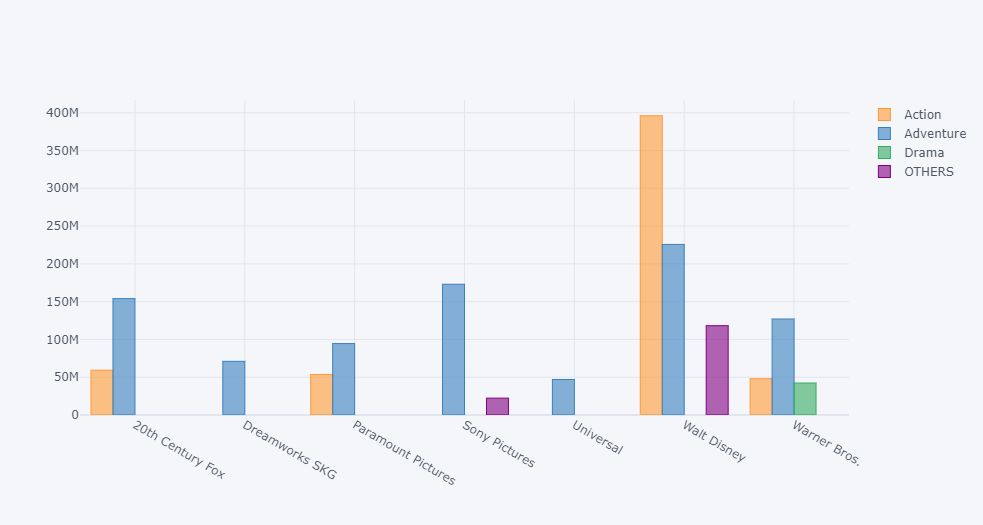 400M
350M
300M
250M
200M
150M
100M
50M
0
20th Century Fox
Dreamworks SKG
Paramount Pictures
Sony Pictures
Universal
Walt Disney
Warner Bros.
Action
Adventure
Drama
OTHERS